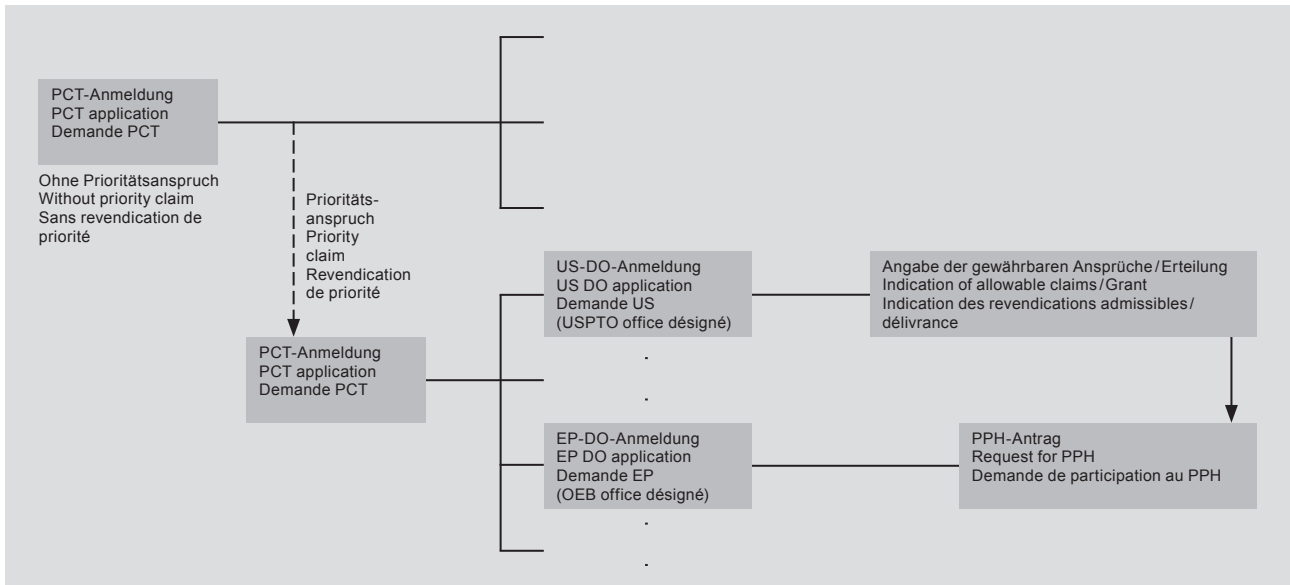 PCT-Anmeldung
PCT application
Demande PCT
Ohne Prioritätsanspruch
Without priority claim
Sans revendication de
priorité
Prioritäts-
anspruch
Priority
claim
Revendication
de priorité
PCT-Anmeldung
PCT application
Demande PCT
US-DO-Anmeldung
US DO application
Demande US
(USPTO office désigné)
Angabe der gewährbaren Ansprüche/Erteilung
Indication of allowable claims/Grant
Indication des revendications admissibles/
délivrance
EP-DO-Anmeldung
EP DO application
Demande EP
(OEB office désigné)
PPH-Antrag
Request for PPH
Demande de participation au PPH